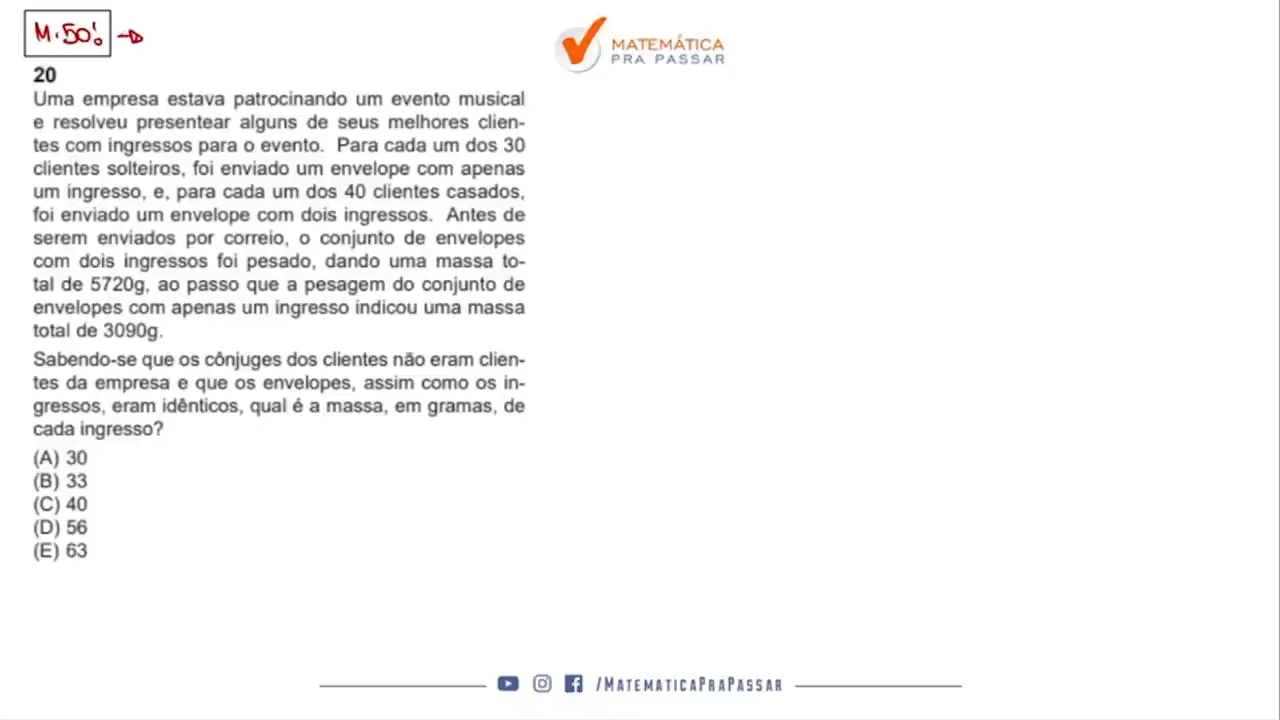 M.50!
MATEMÁTICA
PRA PASSAR
20
Uma empresa estava patrocinando um evento musical
e resolveu presentear alguns de seus melhores clien-
tes com ingressos para o evento. Para cada um dos 30
clientes solteiros, foi enviado um envelope com apenas
um ingresso, e, para cada um dos 40 clientes casados,
foi enviado um envelope com dois ingressos. Antes de
serem enviados por correio, o conjunto de envelopes
com dois ingressos foi pesado, dando uma massa to-
tal de 5720g, ao passo que a pesagem do conjunto de
envelopes com apenas um ingresso indicou uma massa
total de 3090g.
Sabendo-se que os cônjuges dos clientes não eram clien-
tes da empresa e que os envelopes, assim como os in-
gressos, eram idênticos, qual é a massa, em gramas, de
cada ingresso?
(A) 30
(B) 33
(C) 40
(D) 56
(E) 63
/MATEMATICAPRAPASSAR